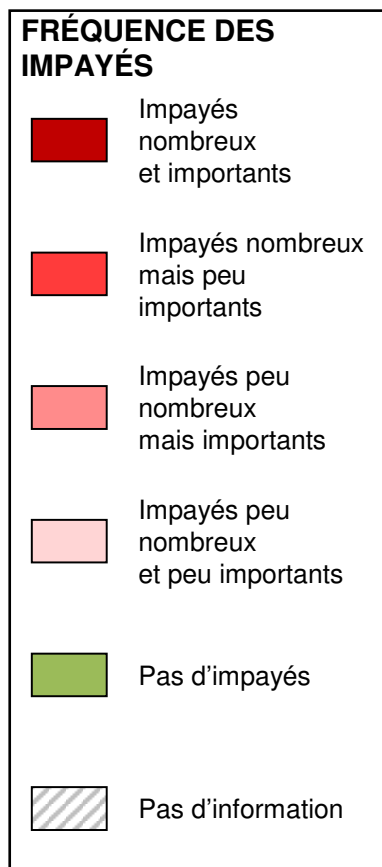 FRÉQUENCE DES
IMPAYÉS
Impayés
nombreux
et importants
Impayés nombreux
mais peu
importants
Impayés peu
nombreux
mais importants
Impayés peu
nombreux
et peu importants
Pas d'impayés
Pas d'information